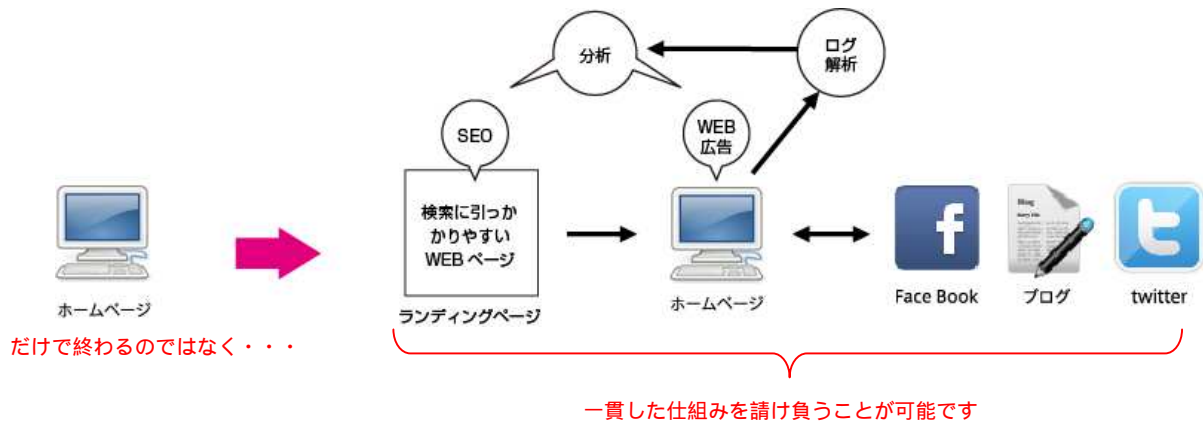 分析
ログ
解析
SEO
WEB
広告
検索に引っか
かりやすい
WEBページ
Blog
ホームページ
だけで終わるのではなく・・・
ランディングページ
ホームページ
Face Book
ブログ
twitter
一貫した仕組みを請け負うことが可能です